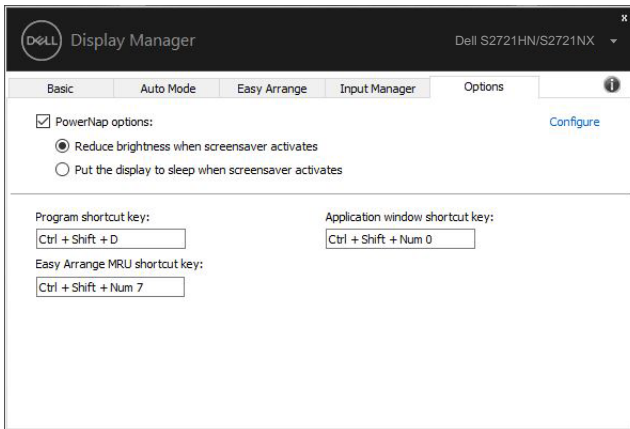 x
DELL Display Manager
Dell S2721HN/S2721NX
Basic Auto Mode Easy Arrange Input Manager Options i
PowerNap options: Configure
Reduce brightness when screensaver activates
Put the display to sleep when screensaver activates
Program shortcut key: Application window shortcut key:
Ctrl + Shift + D Ctrl + Shift + Num 0
Easy Arrange MRU shortcut key:
Ctrl + Shift + Num 7